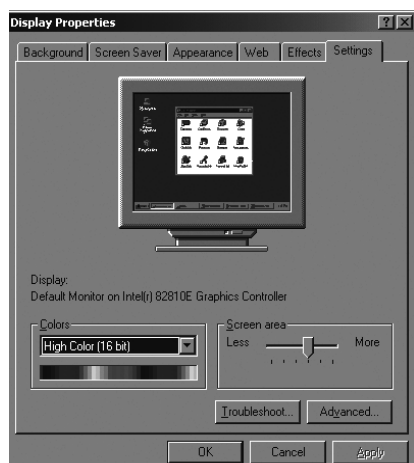 Display Properties
Background Screen Saver Appearance Web Effects Settings
Display:
Default Monitor on Intel(r) 82810E Graphics Controller
Colors
High Color (16 bit)
Screen area
Less More
Troubleshoot... Advanced...
OK Cancel Apply